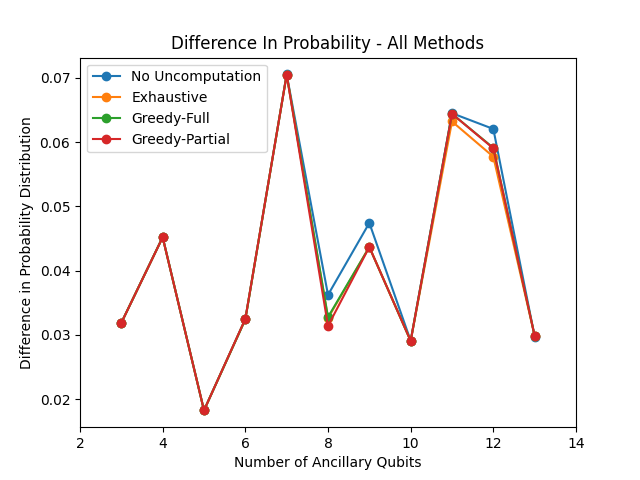 Difference In Probability - All Methods
No Uncomputation
Exhaustive
Greedy-Full
Greedy-Partial
Difference in Probability Distribution
0.07
0.06
0.05
0.04
0.03
0.02
2 4 6 8 10 12 14
Number of Ancillary Qubits